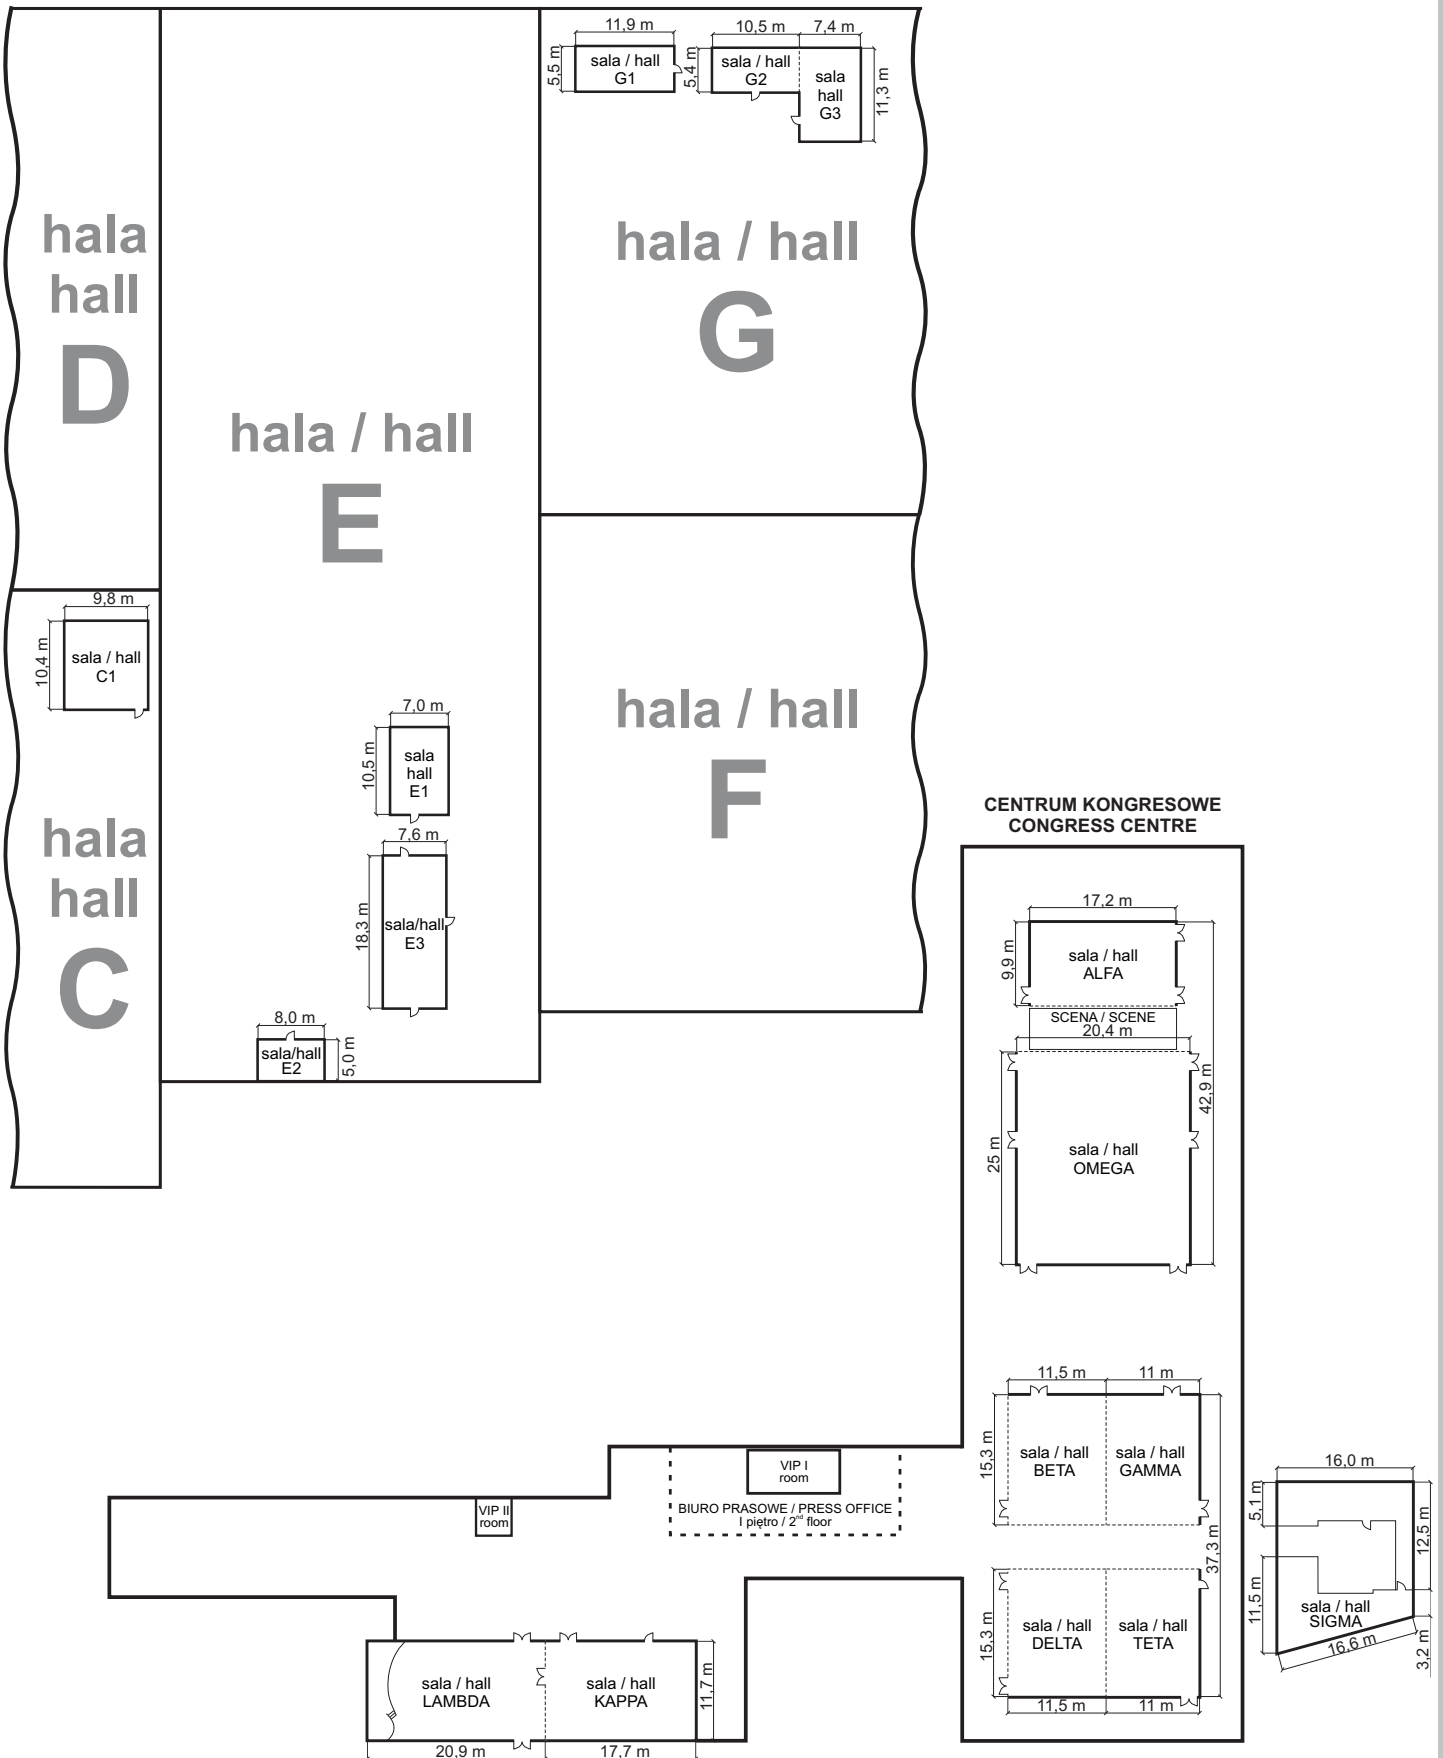 11,9 m
5,5 m
sala / hall
G1
10,5 m
7,4 m
5,4 m
sala / hall
G2
sala
hall
G3
11,3 m
hala
hall
D
hala / hall
E
hala / hall
G
9,8 m
10,4 m
sala / hall
C1
7,0 m
10,5 m
sala
hall
E1
7,6 m
18,3 m
sala/hall
E3
8,0 m
sala/hall
E2
5,0 m
hala
hall
C
hala / hall
F
CENTRUM KONGRESOWE
CONGRESS CENTRE
17,2 m
9,9 m
sala / hall
ALFA
SCENA / SCENE
20,4 m
42,9 m
25 m
sala / hall
OMEGA
11,5 m
11 m
15,3 m
sala / hall
BETA
sala / hall
GAMMA
37,3 m
15,3 m
sala / hall
DELTA
sala / hall
TETA
11,5 m
11 m
16,0 m
5,1 m
12,5 m
11,5 m
sala / hall
SIGMA
16,6 m
3,2 m
VIP I
room
BIURO PRASOWE / PRESS OFFICE
I piętro / 2nd floor
VIP II
room
sala / hall
LAMBDA
sala / hall
KAPPA
11,7 m
20,9 m
17,7 m